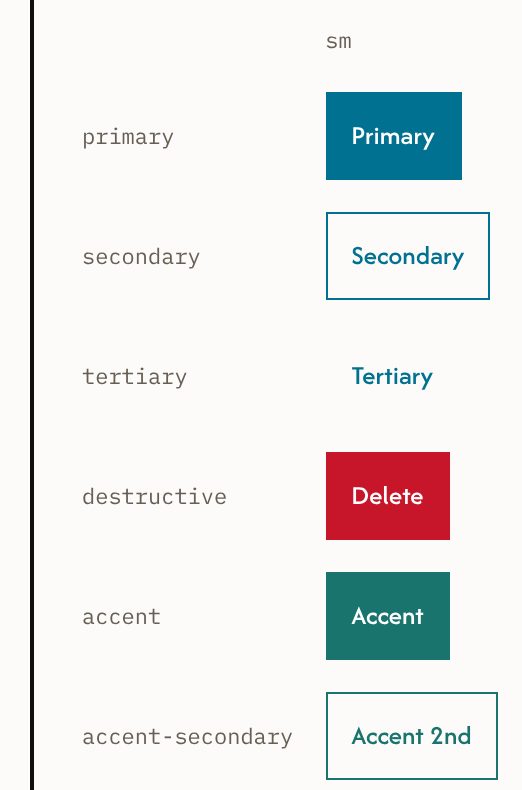 sm
primary Primary
secondary Secondary
tertiary Tertiary
destructive Delete
accent Accent
accent-secondary Accent 2nd